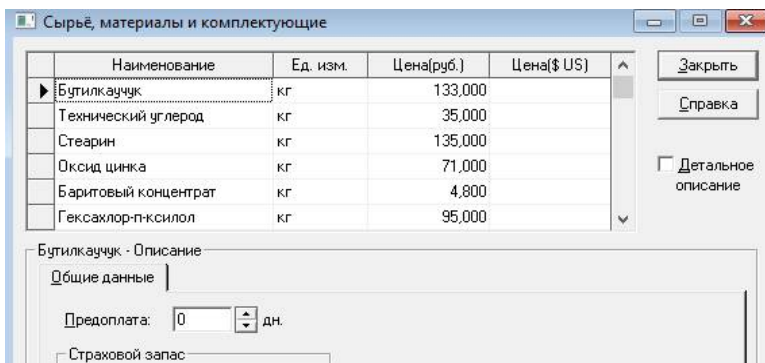 Сырьё, материалы и комплектующие
Наименование Ед. изм. Цена(руб.) Цена($ US)
Бутилкаучук кг 133,000
Технический углерод кг 35,000
Стеарин кг 135,000
Оксид цинка кг 71,000
Баритовый концентрат кг 4,800
Гексахлор-п-ксилол кг 95,000
Закрыть
Справка
Детальное
описание
Бутилкаучук - Описание
Общие данные
Предоплата: 0 дн.
Страховой запас